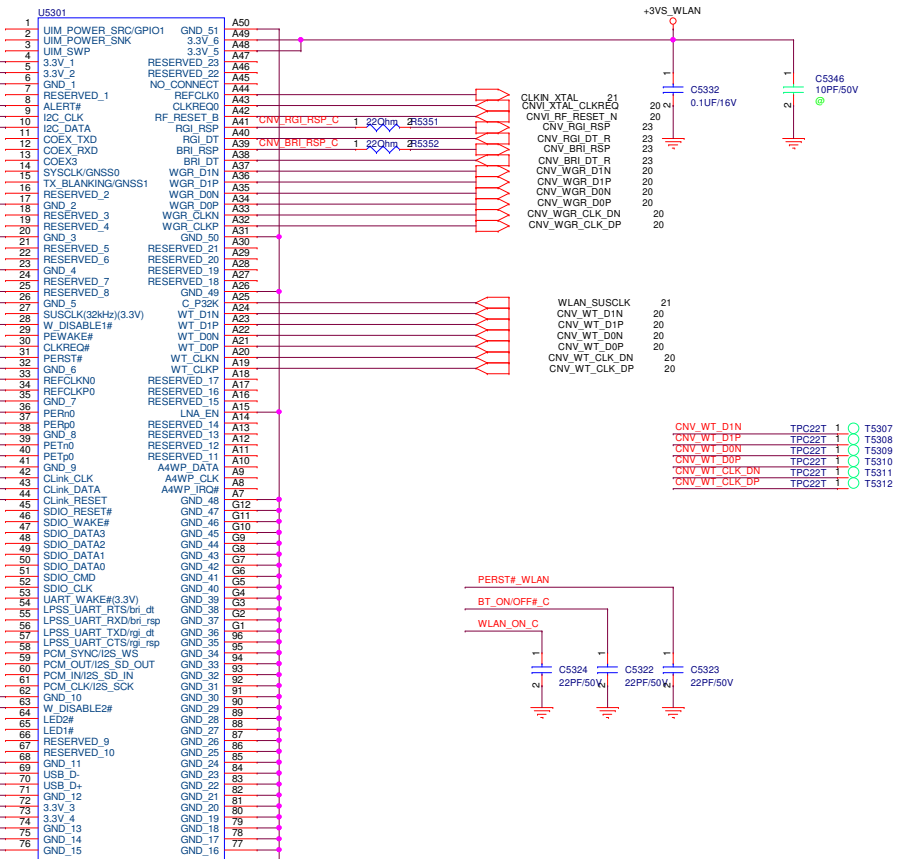 U5301
+3VS_WLAN
1 UIM_POWER_SRC/GPIO1 GND_51 A50
2 UIM_POWER_SNK 3.3V_6 A49
3 UIM_SWP 3.3V_5 A48
4 3.3V_1 RESERVED_23 A47
5 3.3V_2 RESERVED_22 A46
6 GND_1 NO_CONNECT A45
7 RESERVED_1 REFCLK0 A44 CLKIN_XTAL 21
8 ALERT# CLKREQ0 A43 CNVI_XTAL_CLKREQ 20
9 I2C_CLK RF_RESET_B A42 CNVI_RF_RESET_N 20
10 I2C_DATA RGI_RSP A41 CNV_RGI_RSP_C 1 22Ohm 2 R5351 CNV_RGI_RSP 23
11 COEX_TXD RGI_DT A40 CNV_RGI_DT_R 23
12 COEX_RXD BRI_RSP A39 CNV_BRI_RSP_C 1 22Ohm 2 R5352 CNV_BRI_RSP 23
13 COEX3 BRI_DT A38 CNV_BRI_DT_R 23
14 SYSCLK/GNSS0 WGR_D1N A37 CNV_WGR_D1N 20
15 TX_BLANKING/GNSS1 WGR_D1P A36 CNV_WGR_D1P 20
16 RESERVED_2 WGR_D0N A35 CNV_WGR_D0N 20
17 GND_2 WGR_D0P A34 CNV_WGR_D0P 20
18 RESERVED_3 WGR_CLKN A33 CNV_WGR_CLK_DN 20
19 RESERVED_4 WGR_CLKP A32 CNV_WGR_CLK_DP 20
20 GND_3 GND_50 A31
21 RESERVED_5 RESERVED_21 A30
22 RESERVED_6 RESERVED_20 A29
23 GND_4 RESERVED_19 A28
24 RESERVED_7 RESERVED_18 A27
25 RESERVED_8 GND_49 A26
26 GND_5 C_P32K A25 WLAN_SUSCLK 21
27 SUSCLK(32kHz)(3.3V) WT_D1N A24 CNV_WT_D1N 20
28 W_DISABLE1# WT_D1P A23 CNV_WT_D1P 20
29 PEWAKE# WT_D0N A22 CNV_WT_D0N 20
30 CLKREQ# WT_D0P A21 CNV_WT_D0P 20
31 PERST# WT_CLKN A20 CNV_WT_CLK_DN 20
32 GND_6 WT_CLKP A19 CNV_WT_CLK_DP 20
33 REFCLKN0 RESERVED_17 A18
34 REFCLKP0 RESERVED_16 A17
35 GND_7 RESERVED_15 A16
36 PERn0 LNA_EN A15
37 PERp0 RESERVED_14 A14
38 GND_8 RESERVED_13 A13
39 PETn0 RESERVED_12 A12
40 PETp0 RESERVED_11 A11
41 GND_9 A4WP_DATA A10
42 CLink_CLK A4WP_CLK A9
43 CLink_DATA A4WP_IRQ# A8
44 CLink_RESET GND_48 A7
45 SDIO_RESET# GND_47 G12
46 SDIO_WAKE# GND_46 G11
47 SDIO_DATA3 GND_45 G10
48 SDIO_DATA2 GND_44 G9
49 SDIO_DATA1 GND_43 G8
50 SDIO_DATA0 GND_42 G7
51 SDIO_CMD GND_41 G6
52 SDIO_CLK GND_40 G5
53 UART_WAKE#(3.3V) GND_39 G4
54 LPSS_UART_RTS/bri_dt GND_38 G3
55 LPSS_UART_RXD/bri_rsp GND_37 G2
56 LPSS_UART_TXD/rgi_dt GND_36 G1
57 LPSS_UART_CTS/rgi_rsp GND_35 96
58 PCM_SYNC/I2S_WS GND_34 95
59 PCM_OUT/I2S_SD_OUT GND_33 94
60 PCM_IN/I2S_SD_IN GND_32 93
61 PCM_CLK/I2S_SCK GND_31 92
62 GND_10 GND_30 91
63 W_DISABLE2# GND_29 90
64 LED2# GND_28 89
65 LED1# GND_27 88
66 RESERVED_9 GND_26 87
67 RESERVED_10 GND_25 86
68 GND_11 GND_24 85
69 USB_D- GND_23 84
70 USB_D+ GND_22 83
71 GND_12 GND_21 82
72 3.3V_3 GND_20 81
73 3.3V_4 GND_19 80
74 GND_13 GND_18 79
75 GND_14 GND_17 78
76 GND_15 GND_16 77
1 2 C5332
0.1UF/16V
1 2 C5346
10PF/50V
@
CNV_WT_D1N TPC22T 1 T5307
CNV_WT_D1P TPC22T 1 T5308
CNV_WT_D0N TPC22T 1 T5309
CNV_WT_D0P TPC22T 1 T5310
CNV_WT_CLK_DN TPC22T 1 T5311
CNV_WT_CLK_DP TPC22T 1 T5312
PERST#_WLAN
BT_ON/OFF#_C
WLAN_ON_C
1 2 C5324 1 2 C5322 1 2 C5323
22PF/50V 22PF/50V 22PF/50V